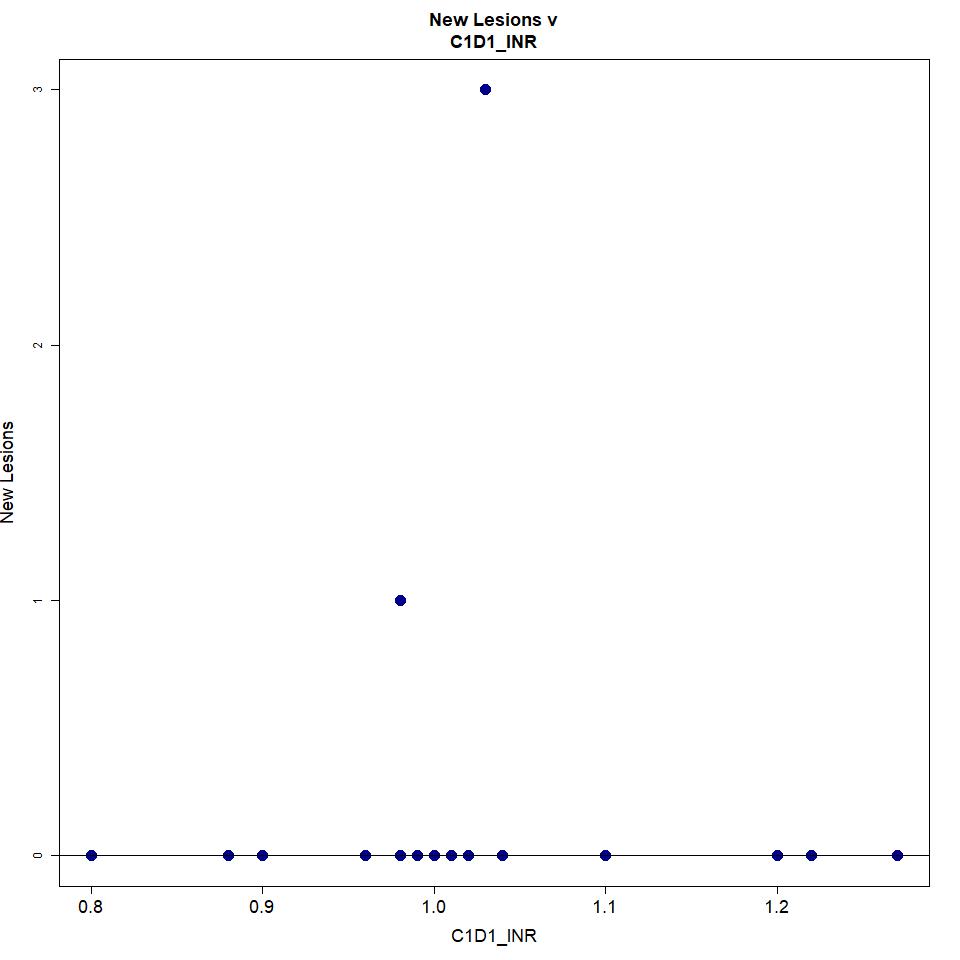 New Lesions v
C1D1_INR
3
2
1
0
New Lesions
0.8 0.9 1.0 1.1 1.2
C1D1_INR